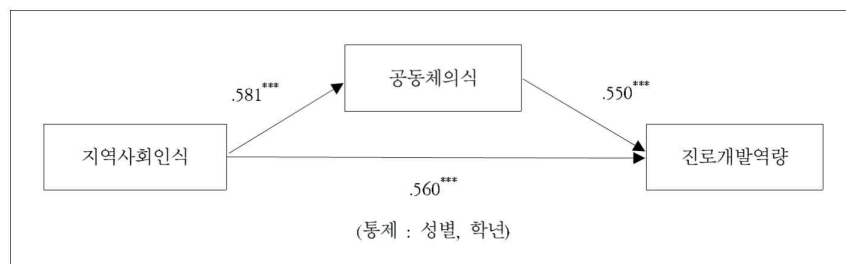 공동체의식
.581***
.550***
지역사회인식
진로개발역량
.560***
(통제 : 성별, 학년)